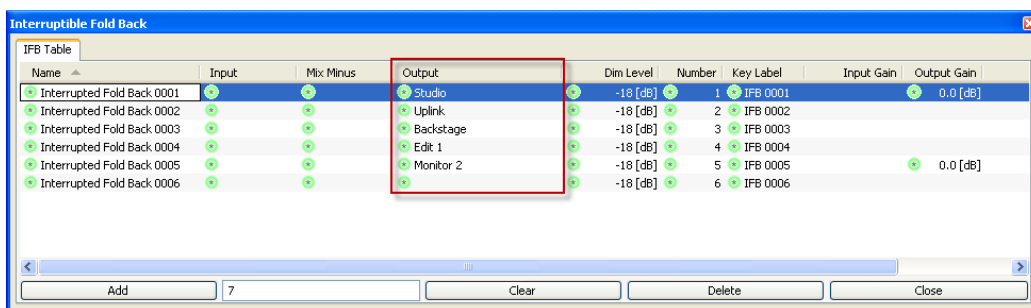 Interruptible Fold Back
IFB Table
Name Input Mix Minus Output Dim Level Number Key Label Input Gain Output Gain
Interrupted Fold Back 0001 Studio -18 [dB] 1 IFB 0001 0.0 [dB]
Interrupted Fold Back 0002 Uplink -18 [dB] 2 IFB 0002
Interrupted Fold Back 0003 Backstage -18 [dB] 3 IFB 0003
Interrupted Fold Back 0004 Edit 1 -18 [dB] 4 IFB 0004
Interrupted Fold Back 0005 Monitor 2 -18 [dB] 5 IFB 0005 0.0 [dB]
Interrupted Fold Back 0006 -18 [dB] 6 IFB 0006
Add 7 Clear Delete Close